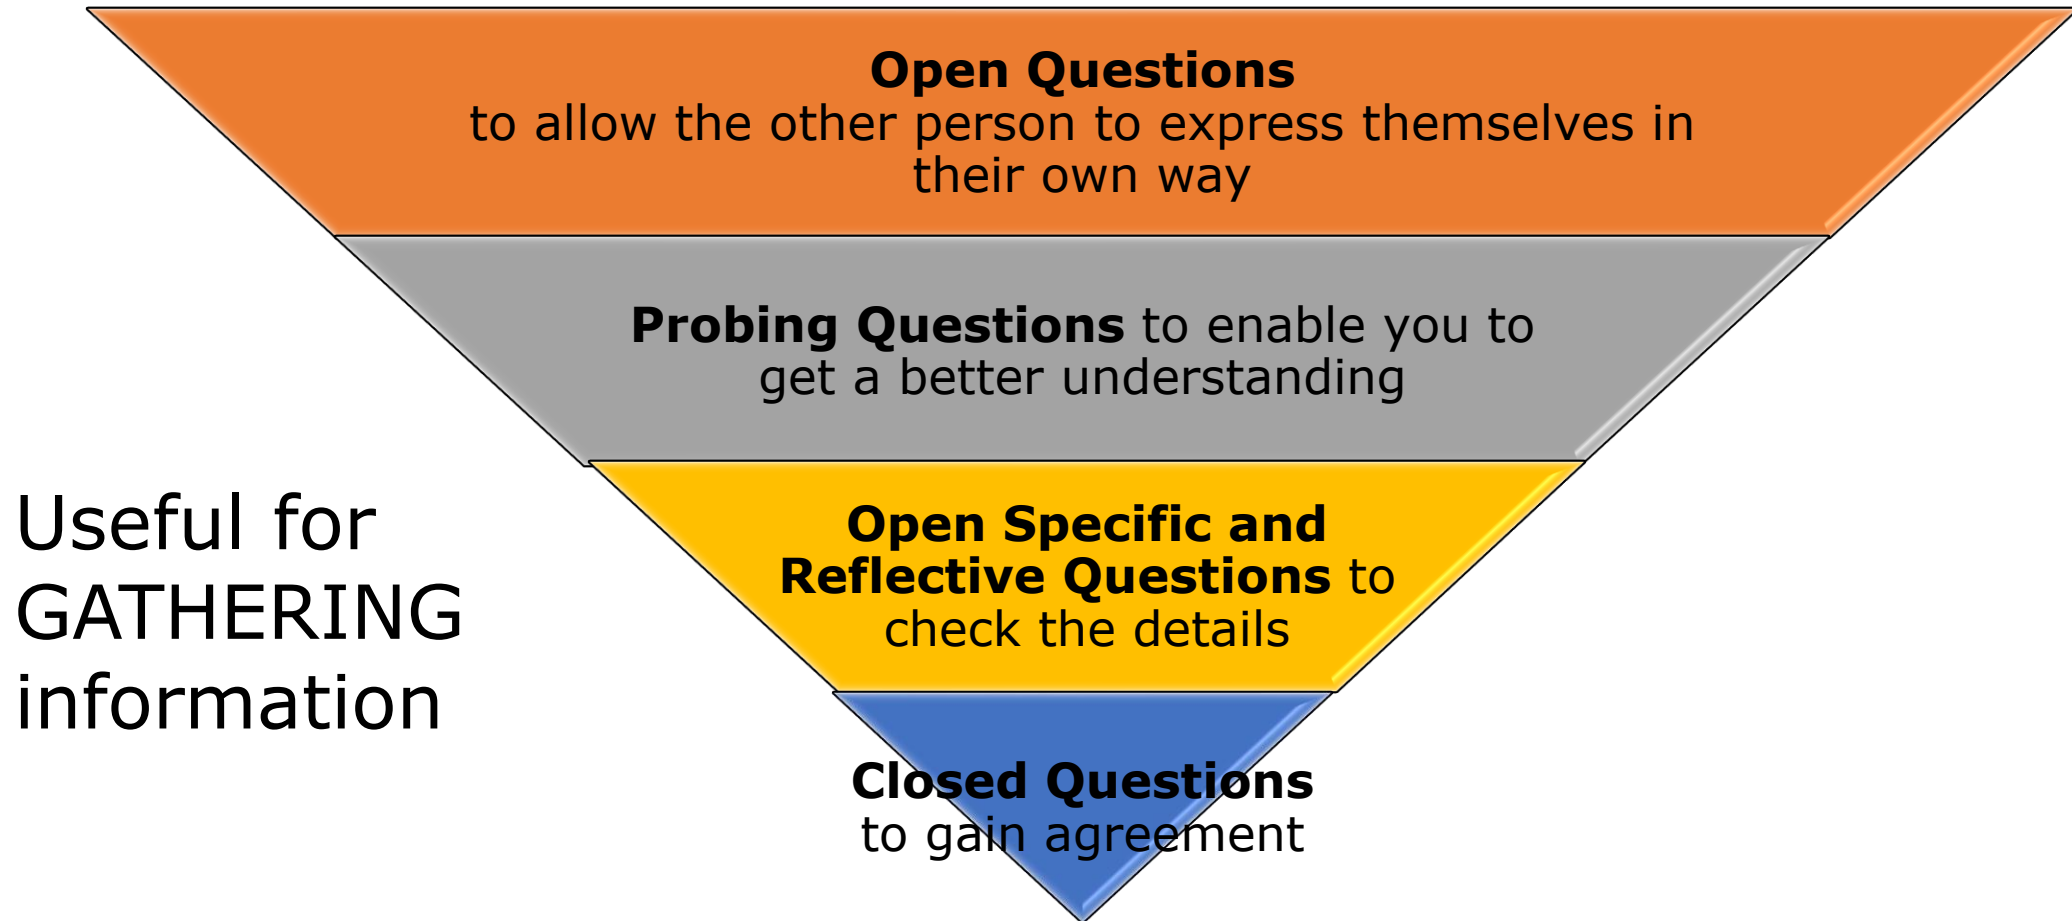 Open Questions
to allow the other person to express themselves in
their own way
Probing Questions to enable you to
get a better understanding
Open Specific and
Reflective Questions to
check the details
Closed Questions
to gain agreement
Useful for
GATHERING
information